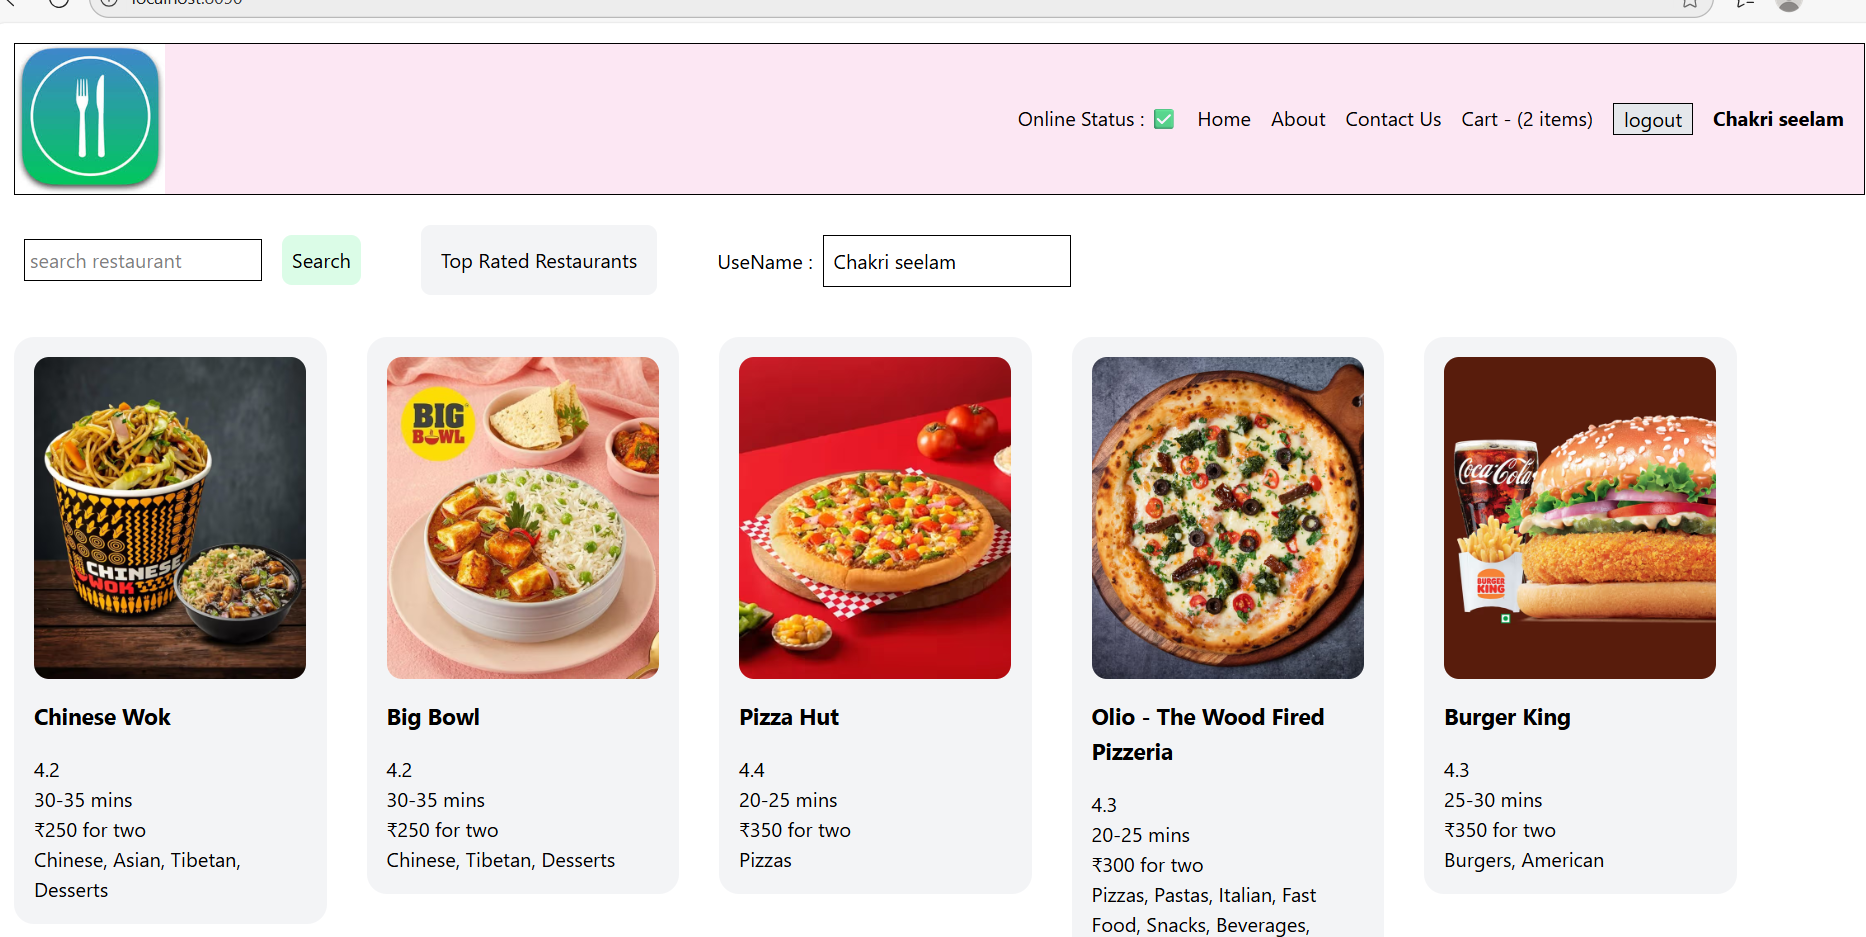 Online Status : ✅ Home About Contact Us Cart - (2 items) logout Chakri seelam
search restaurant Search Top Rated Restaurants UseName : Chakri seelam
CHINESE
WOK
BIG
BOWL
Coca-Cola
BURGER
KING
Chinese Wok
4.2
30-35 mins
₹250 for two
Chinese, Asian, Tibetan,
Desserts
Big Bowl
4.2
30-35 mins
₹250 for two
Chinese, Tibetan, Desserts
Pizza Hut
4.4
20-25 mins
₹350 for two
Pizzas
Olio - The Wood Fired
Pizzeria
4.3
20-25 mins
₹300 for two
Pizzas, Pastas, Italian, Fast
Food, Snacks, Beverages,
Burger King
4.3
25-30 mins
₹350 for two
Burgers, American